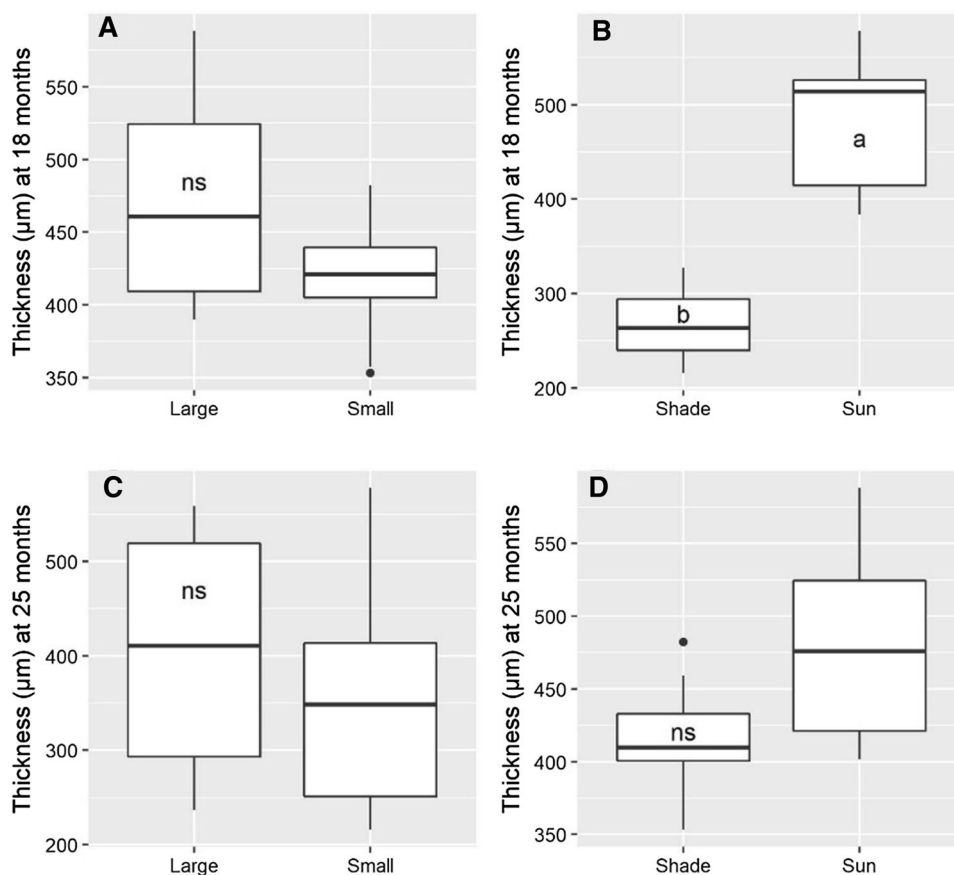 A
Thickness (μm) at 18 months
550
500
450
400
350
ns
Large
Small
B
Thickness (μm) at 18 months
500
400
300
200
b
a
Shade
Sun
C
Thickness (μm) at 25 months
500
400
300
200
ns
Large
Small
D
Thickness (μm) at 25 months
550
500
450
400
350
ns
Shade
Sun